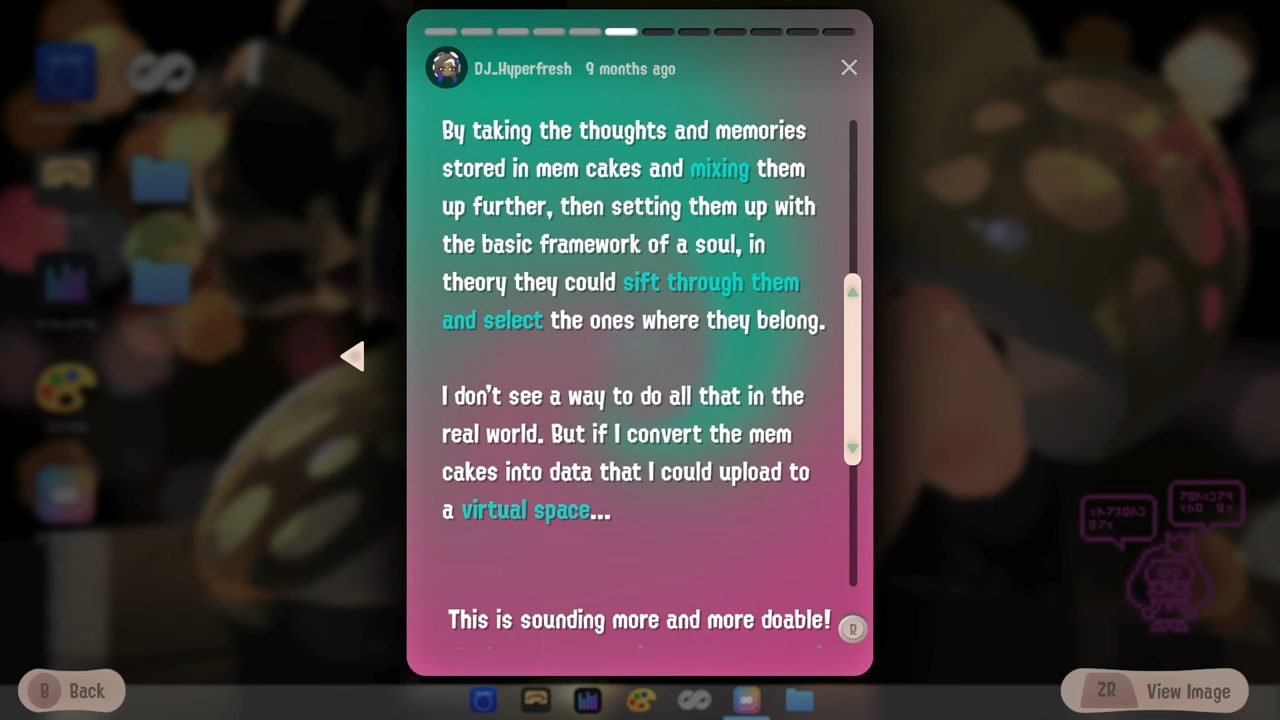 DJ_Hyperfresh 9 months ago
By taking the thoughts and memories
stored in mem cakes and mixing them
up further, then setting them up with
the basic framework of a soul, in
theory they could sift through them
and select the ones where they belong.
I don't see a way to do all that in the
real world. But if I convert the mem
cakes into data that I could upload to
a virtual space...
This is sounding more and more doable!
R
B Back
ZR View Image